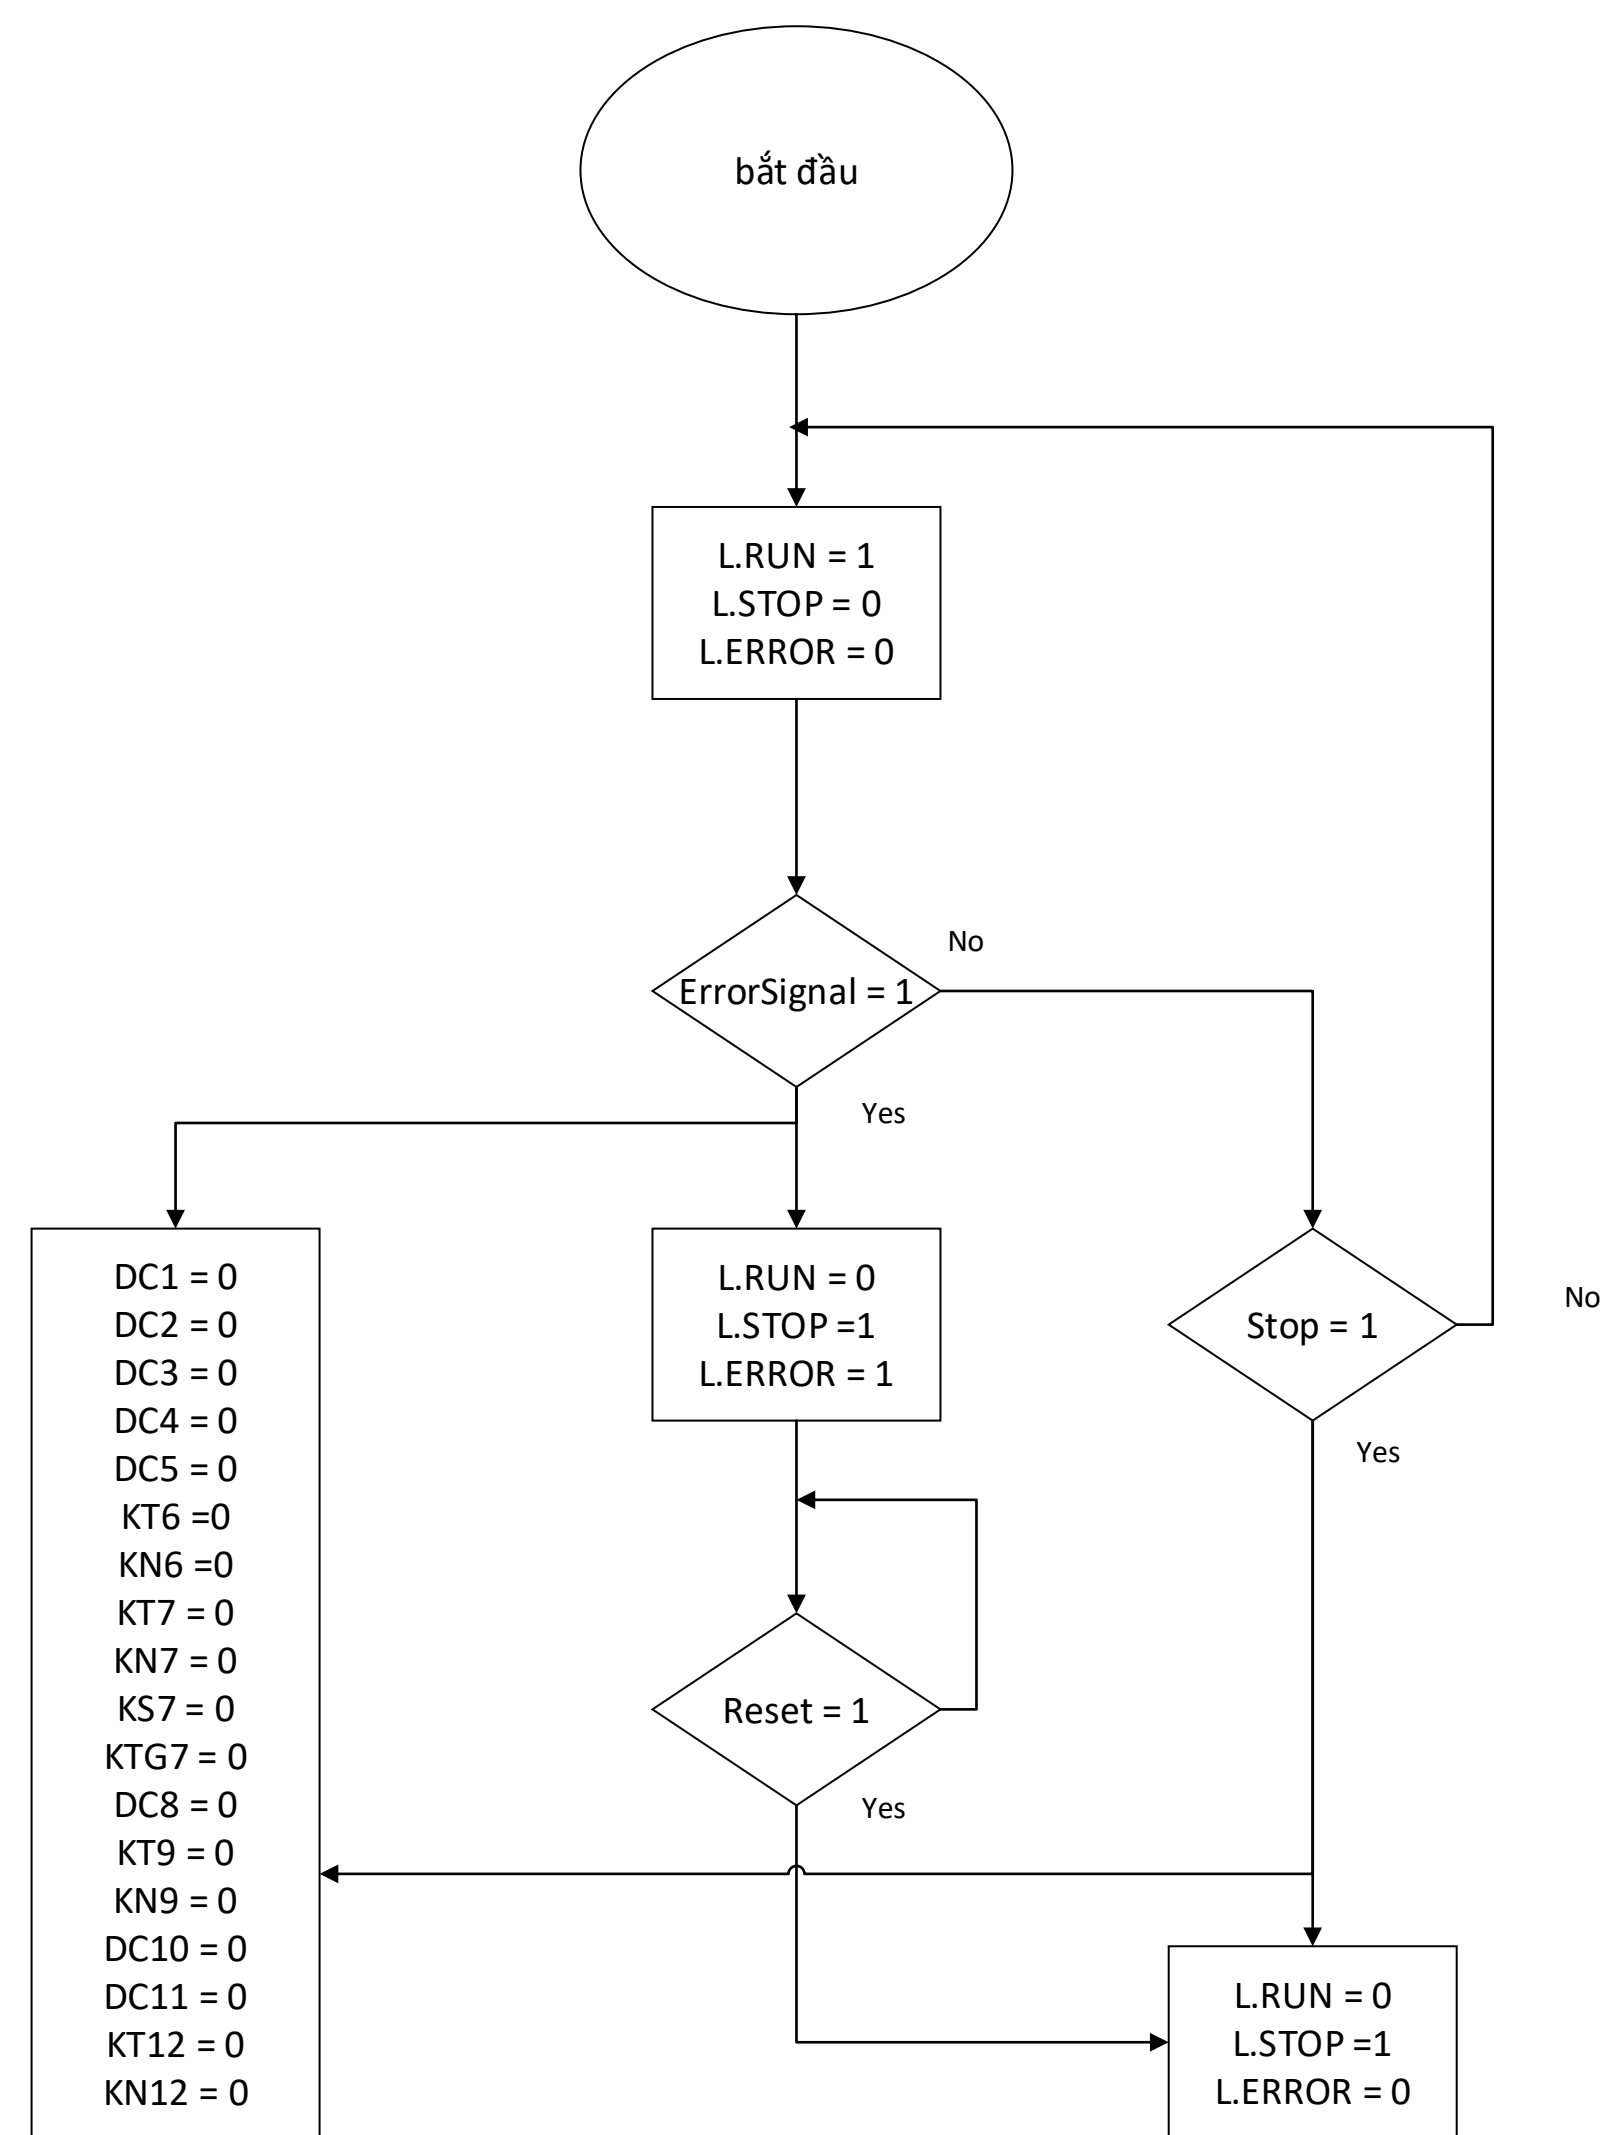 bắt đầu
L.RUN = 1
L.STOP = 0
L.ERROR = 0
No
ErrorSignal = 1
Yes
DC1 = 0
DC2 = 0
DC3 = 0
DC4 = 0
DC5 = 0
KT6 =0
KN6 =0
KT7 = 0
KN7 = 0
KS7 = 0
KTG7 = 0
DC8 = 0
KT9 = 0
KN9 = 0
DC10 = 0
DC11 = 0
KT12 = 0
KN12 = 0
L.RUN = 0
L.STOP =1
L.ERROR = 1
Reset = 1
Yes
Stop = 1
No
Yes
L.RUN = 0
L.STOP =1
L.ERROR = 0